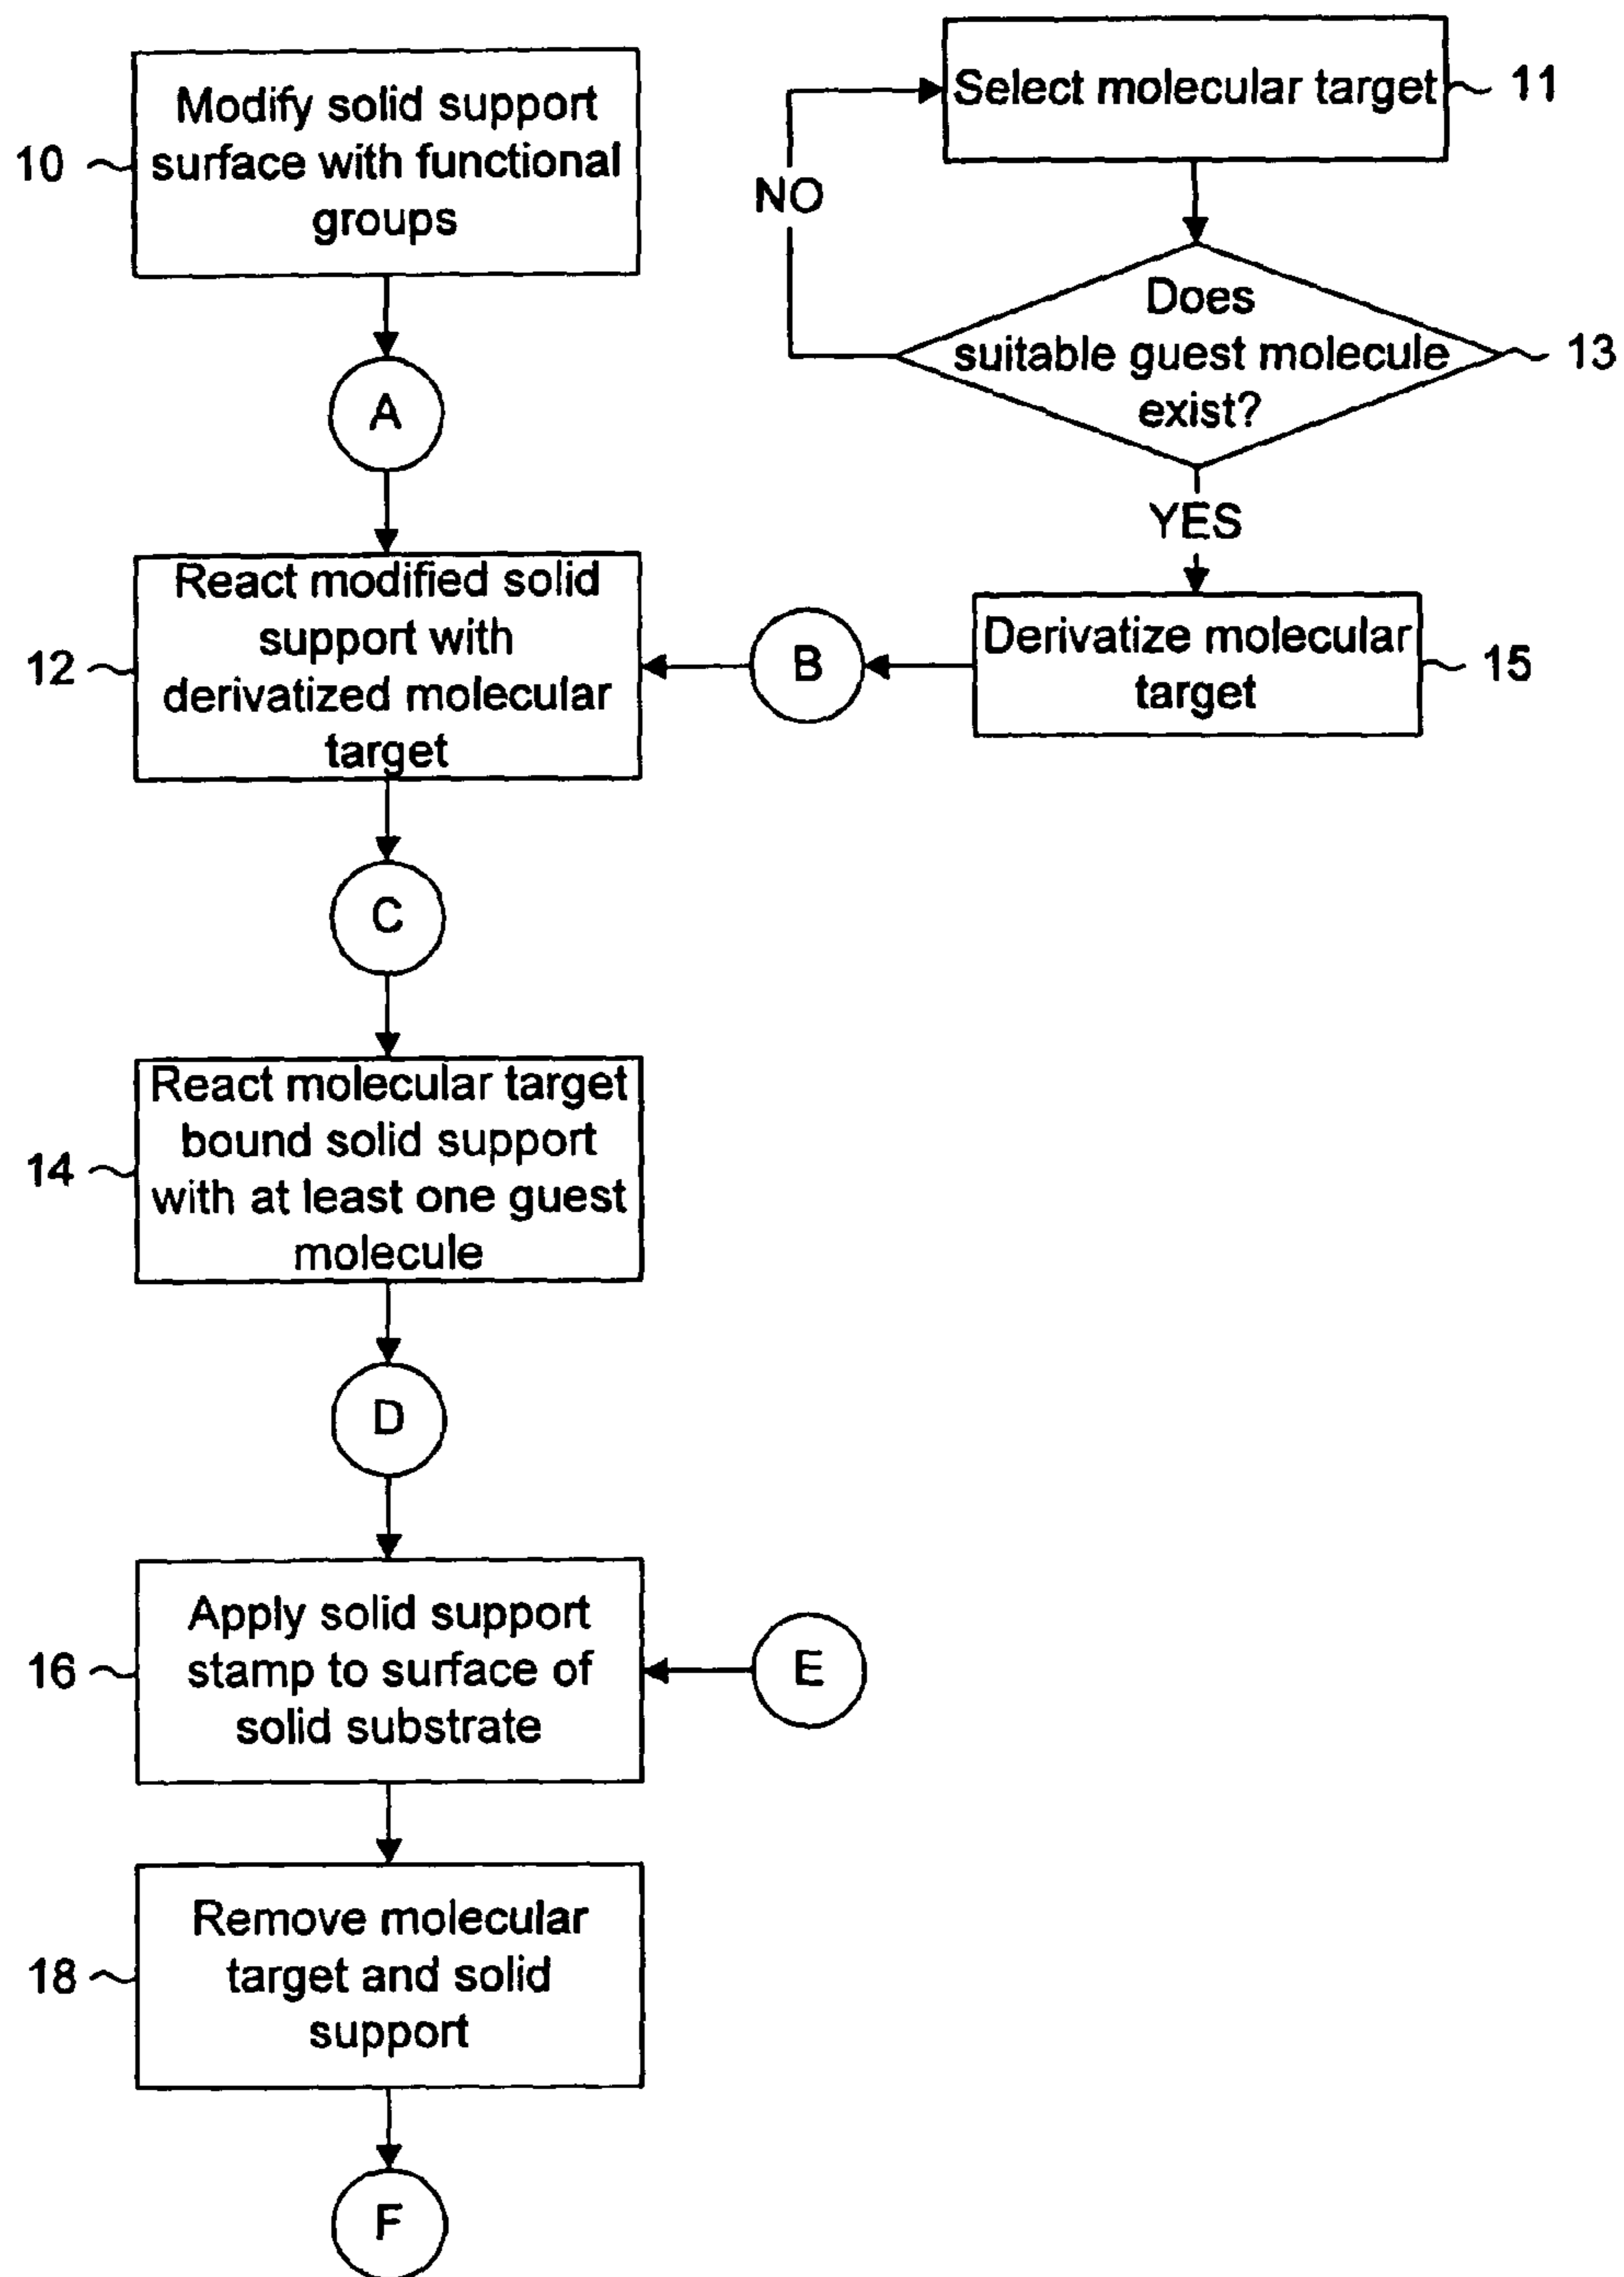 Modify solid support
surface with functional
groups
10
Select molecular target
11
NO
Does
suitable guest molecule
exist?
13
YES
A
React modified solid
support with
derivatized molecular
target
12
B
Derivatize molecular
target
15
C
React molecular target
bound solid support
with at least one guest
molecule
14
D
Apply solid support
stamp to surface of
solid substrate
16
E
Remove molecular
target and solid
support
18
F